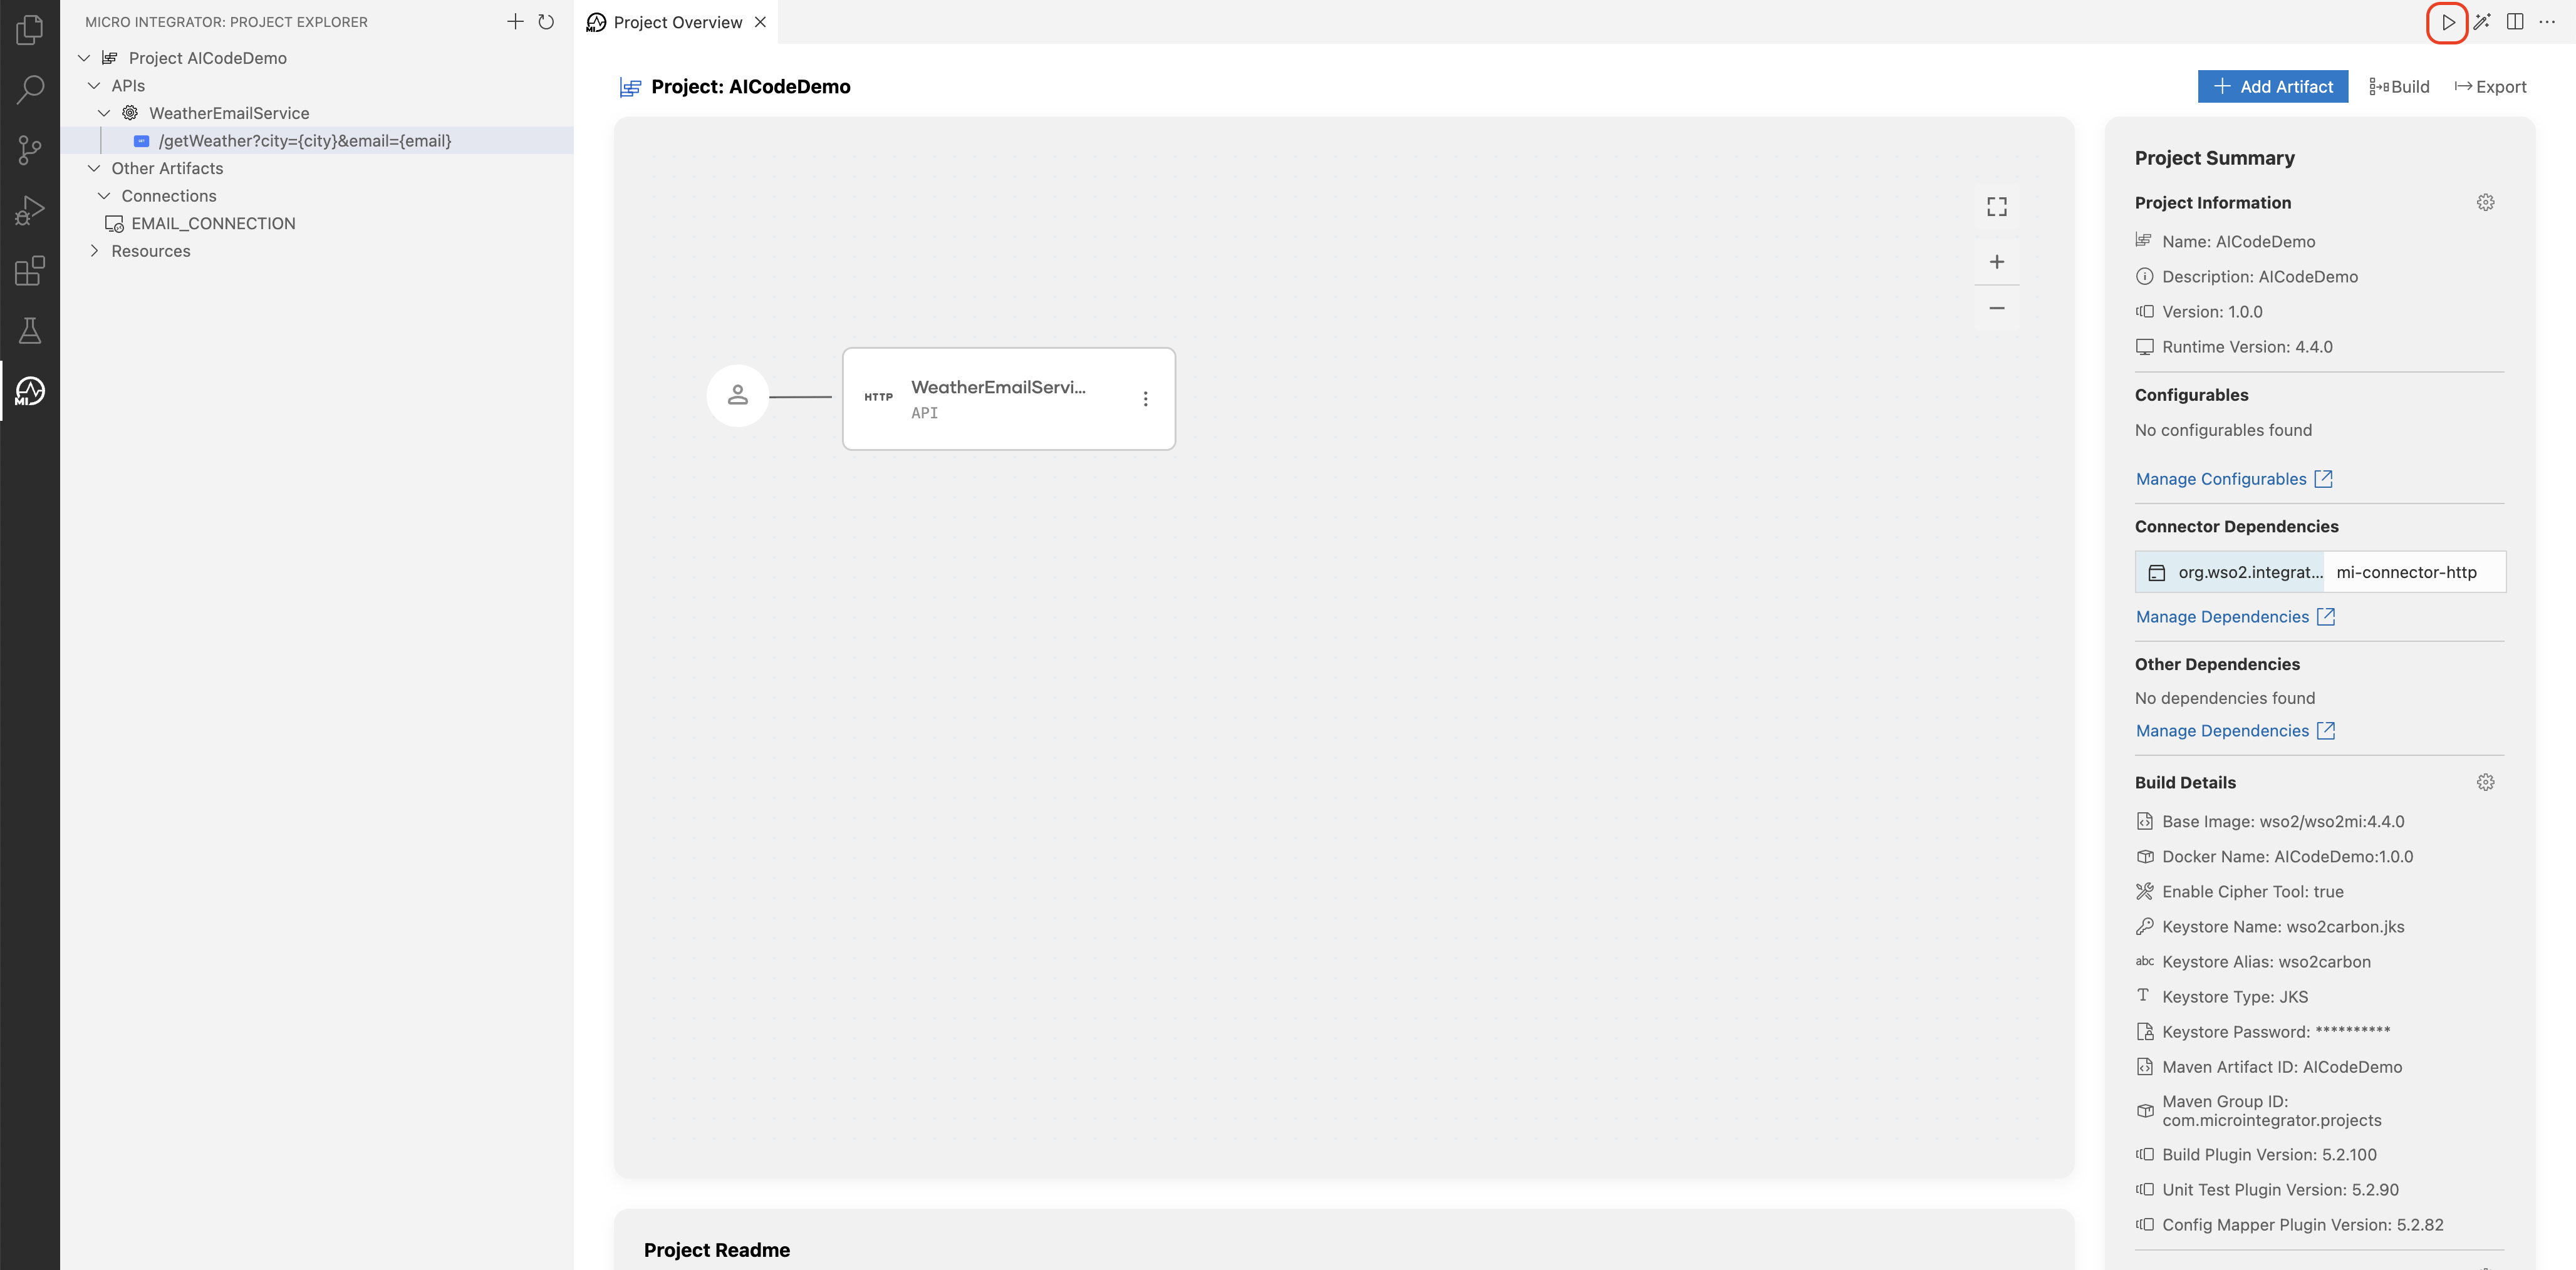 MICRO INTEGRATOR: PROJECT EXPLORER
Project AICodeDemo
APIs
WeatherEmailService
/getWeather?city={city}&email={email}
Other Artifacts
Connections
EMAIL_CONNECTION
Resources
MI
Project Overview
Project: AICodeDemo
Add Artifact
Build
Export
HTTP
WeatherEmailServi...
API
Project Readme
Project Summary
Project Information
Name: AICodeDemo
Description: AICodeDemo
Version: 1.0.0
Runtime Version: 4.4.0
Configurables
No configurables found
Manage Configurables
Connector Dependencies
org.wso2.integrat... mi-connector-http
Manage Dependencies
Other Dependencies
No dependencies found
Manage Dependencies
Build Details
Base Image: wso2/wso2mi:4.4.0
Docker Name: AICodeDemo:1.0.0
Enable Cipher Tool: true
Keystore Name: wso2carbon.jks
abc Keystore Alias: wso2carbon
Keystore Type: JKS
Keystore Password: **********
Maven Artifact ID: AICodeDemo
Maven Group ID:
com.microintegrator.projects
Build Plugin Version: 5.2.100
Unit Test Plugin Version: 5.2.90
Config Mapper Plugin Version: 5.2.82